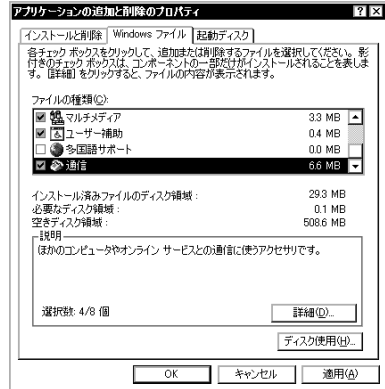 アプリケーションの追加と削除のプロパティ
インストールと削除 Windows ファイル 起動ディスク
各チェック ボックスをクリックして、追加または削除するファイルを選択してください。影
付きのチェック ボックスは、コンポーネントの一部だけがインストールされることを表しま
す。[詳細] をクリックすると、ファイルの内容が表示されます。
ファイルの種類(C):
マルチメディア 3.3 MB
ユーザー補助 0.4 MB
多国語サポート 0.0 MB
通信 6.6 MB
インストール済みファイルのディスク領域 : 29.3 MB
必要なディスク領域 : 0.1 MB
空きディスク領域 : 508.6 MB
説明
ほかのコンピュータやオンライン サービスとの通信に使うアクセサリです。
選択数: 4/8 個 詳細(D)...
ディスク使用(H)...
OK キャンセル 適用(A)